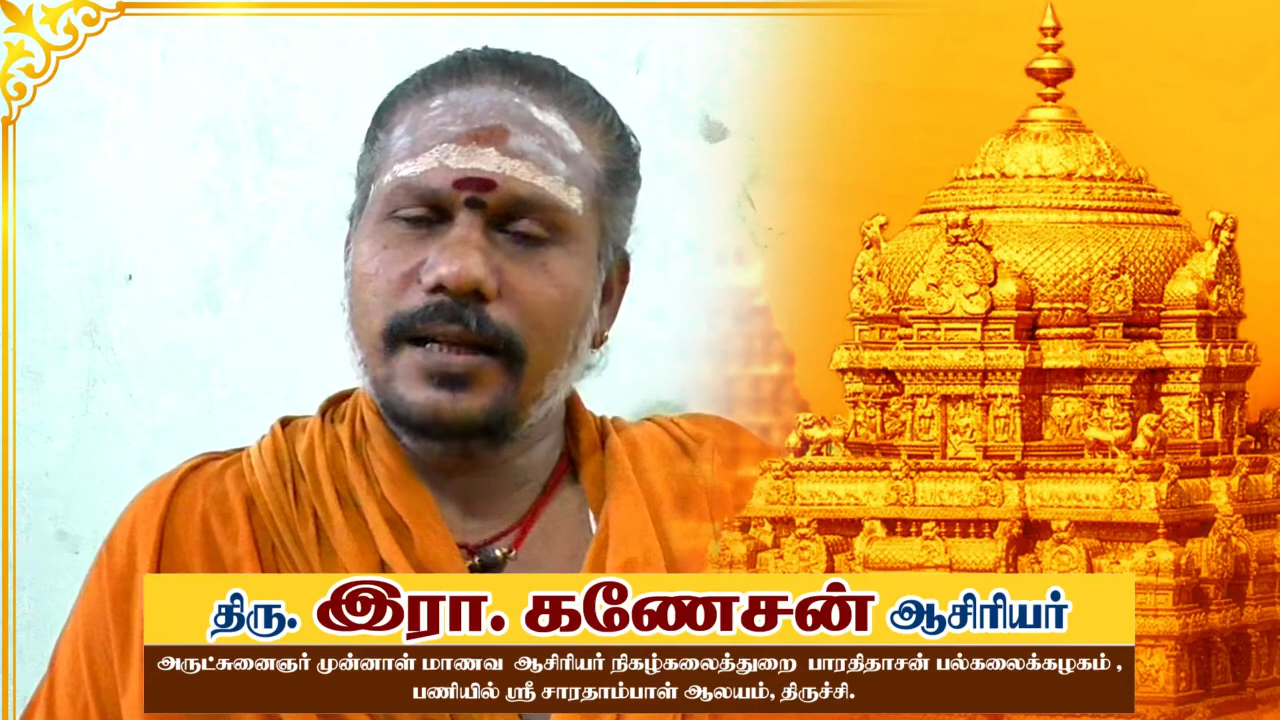 திரு. இரா. கணேசன் ஆசிரியர்
அருட்சுனைஞர் முன்னாள் மாணவ ஆசிரியர் நிகழ்கலைத்துறை பாரதிதாசன் பல்கலைக்கழகம் ,
பணியில் ஸ்ரீ சாரதாம்பாள் ஆலயம், திருச்சி.